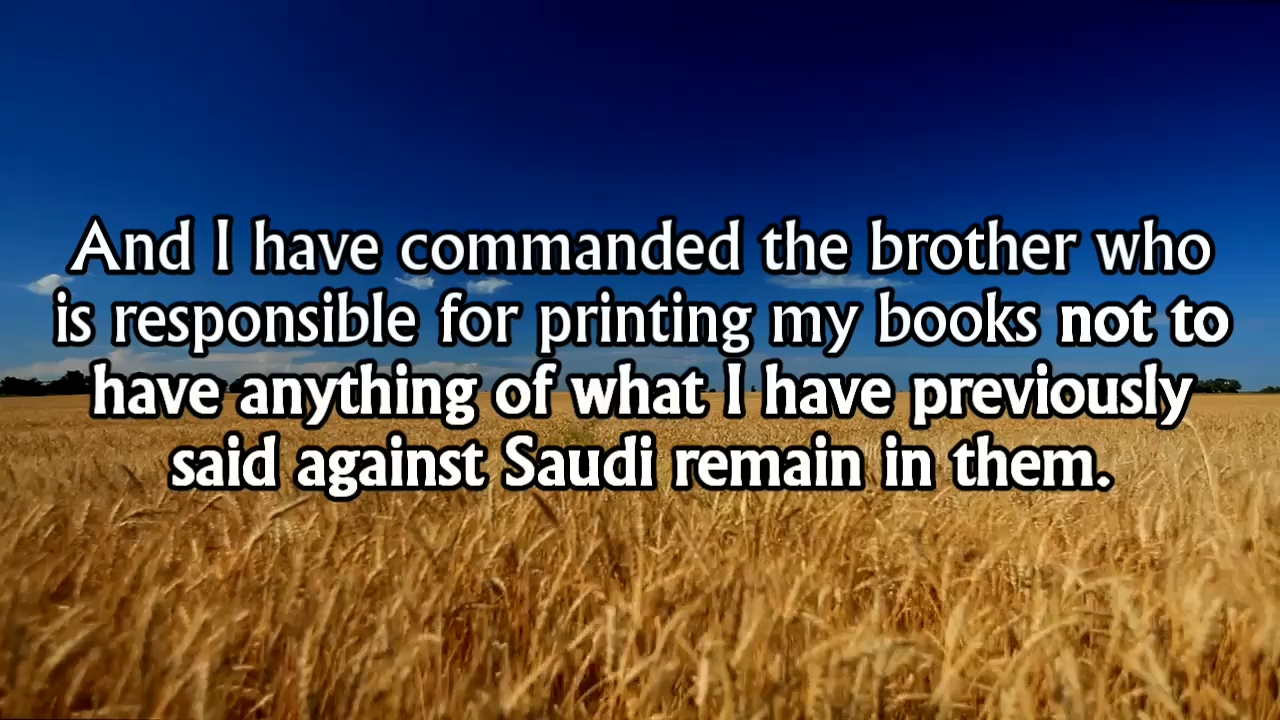 And I have commanded the brother who
is responsible for printing my books not to
have anything of what I have previously
said against Saudi remain in them.